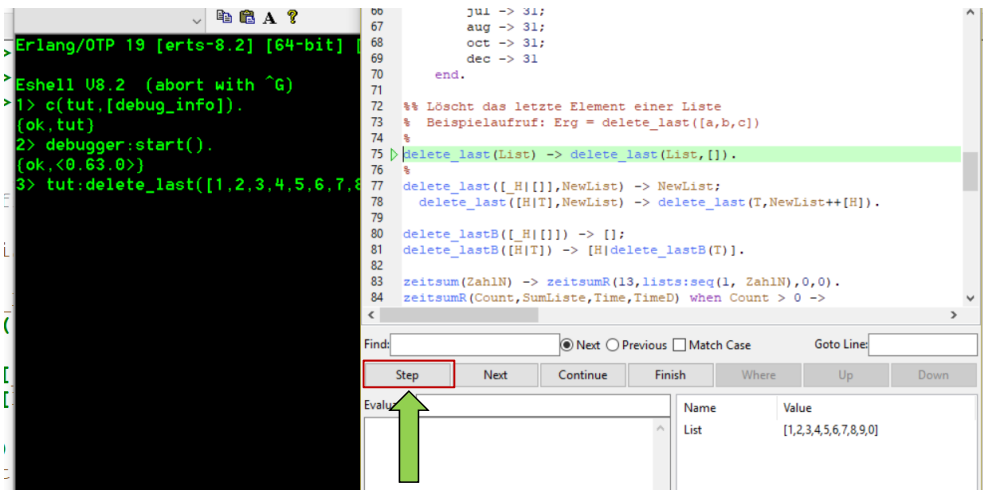 Erlang/OTP 19 [erts-8.2] [64-bit] [
Eshell V8.2  (abort with ^G)
1> c(tut,[debug_info]).
{ok,tut}
2> debugger:start().
{ok,<0.63.0>}
3> tut:delete_last([1,2,3,4,5,6,7,8
66 jul -> 31;
67 aug -> 31;
68 oct -> 31;
69 dec -> 31
70 end.
71
72 %% Löscht das letzte Element einer Liste
73 %  Beispielaufruf: Erg = delete_last([a,b,c])
74 %
75 delete_last(List) -> delete_last(List,[]).
76 %
77 delete_last([_H|[]],NewList) -> NewList;
78 delete_last([H|T],NewList) -> delete_last(T,NewList++[H]).
79
80 delete_lastB([_H|[]]) -> [];
81 delete_lastB([H|T]) -> [H|delete_lastB(T)].
82
83 zeitsum(ZahlN) -> zeitsumR(13,lists:seq(1, ZahlN),0,0).
84 zeitsumR(Count,SumListe,Time,TimeD) when Count > 0 ->
Find: Next Previous Match Case Goto Line:
Step Next Continue Finish Where Up Down
Name Value
List [1,2,3,4,5,6,7,8,9,0]